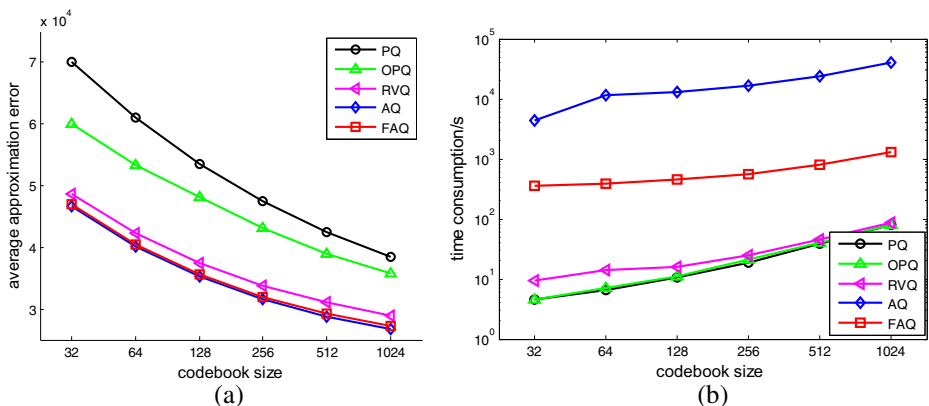 x 10^4
7
6
5
4
3
average approximation error
32 64 128 256 512 1024
codebook size
PQ
OPQ
RVQ
AQ
FAQ
(a)
10^5
10^4
10^3
10^2
10^1
10^0
time consumption/s
32 64 128 256 512 1024
codebook size
PQ
OPQ
RVQ
AQ
FAQ
(b)